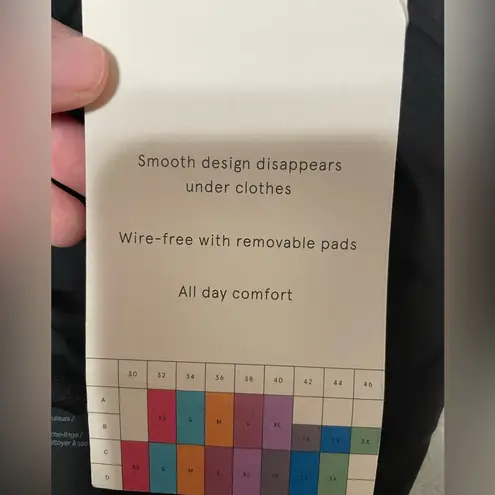 Smooth design disappears
under clothes
Wire-free with removable pads
All day comfort
30 32 34 36 38 40 42 44 46
A
XS S M L XL
B
1X 2X 3X
C
XS S M L XL 1X 2X 3X
D